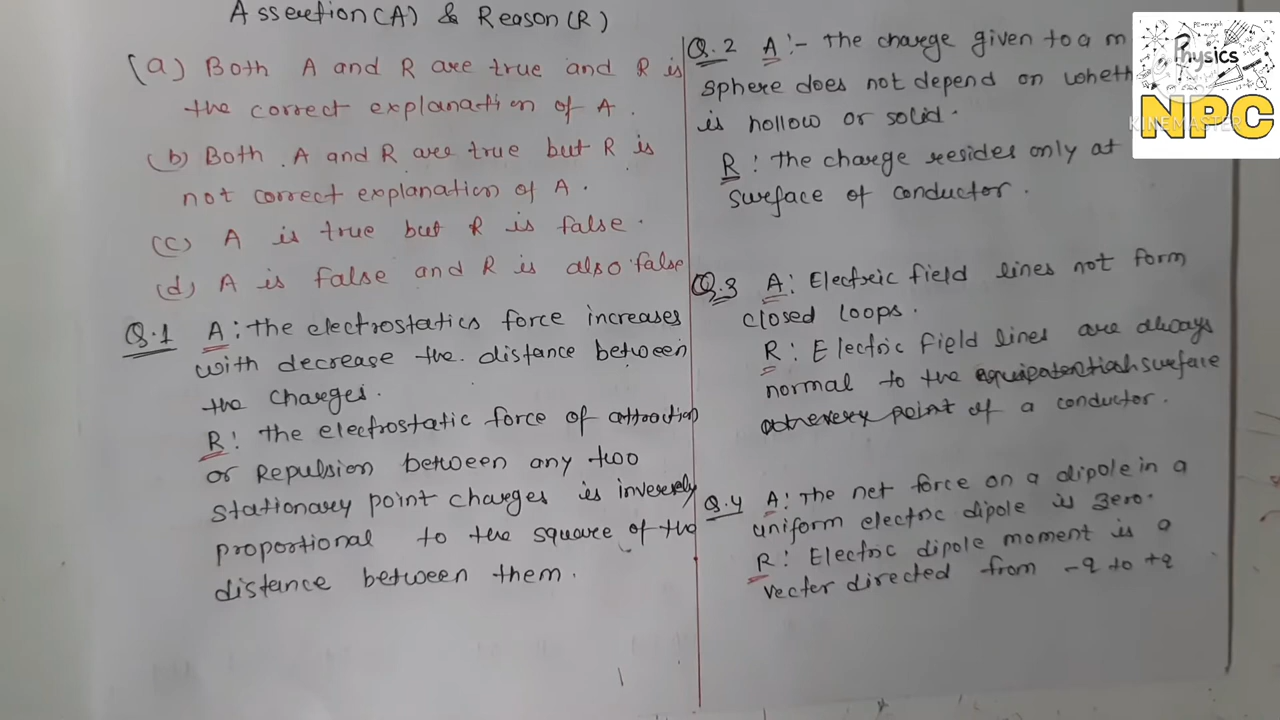 Assertion(A) & Reason(R)
(a) Both A and R are true and R is
the correct explanation of A.
(b) Both A and R are true but R is
not correct explanation of A.
(c) A is true but R is false.
(d) A is false and R is also false
Q.1 A: the electrostatics force increases
with decrease the distance between
the charges.
R: the electrostatic force of attraction
or Repulsion between any two
stationary point charges is inversely
proportional to the square of the
distance between them.
Q.2 A:- the charge given to a m
sphere does not depend on wheth
is hollow or solid.
R: the charge resides only at
surface of conductor.
Q.3 A: Electric field lines not form
closed loops.
R: Electric field lines are always
normal to the equipotential surface
at every point of a conductor.
Q.4 A: The net force on a dipole in a
uniform electric dipole is zero.
R: Electric dipole moment is a
vector directed from -q to +q
Physics
NPC
KINEMASTER